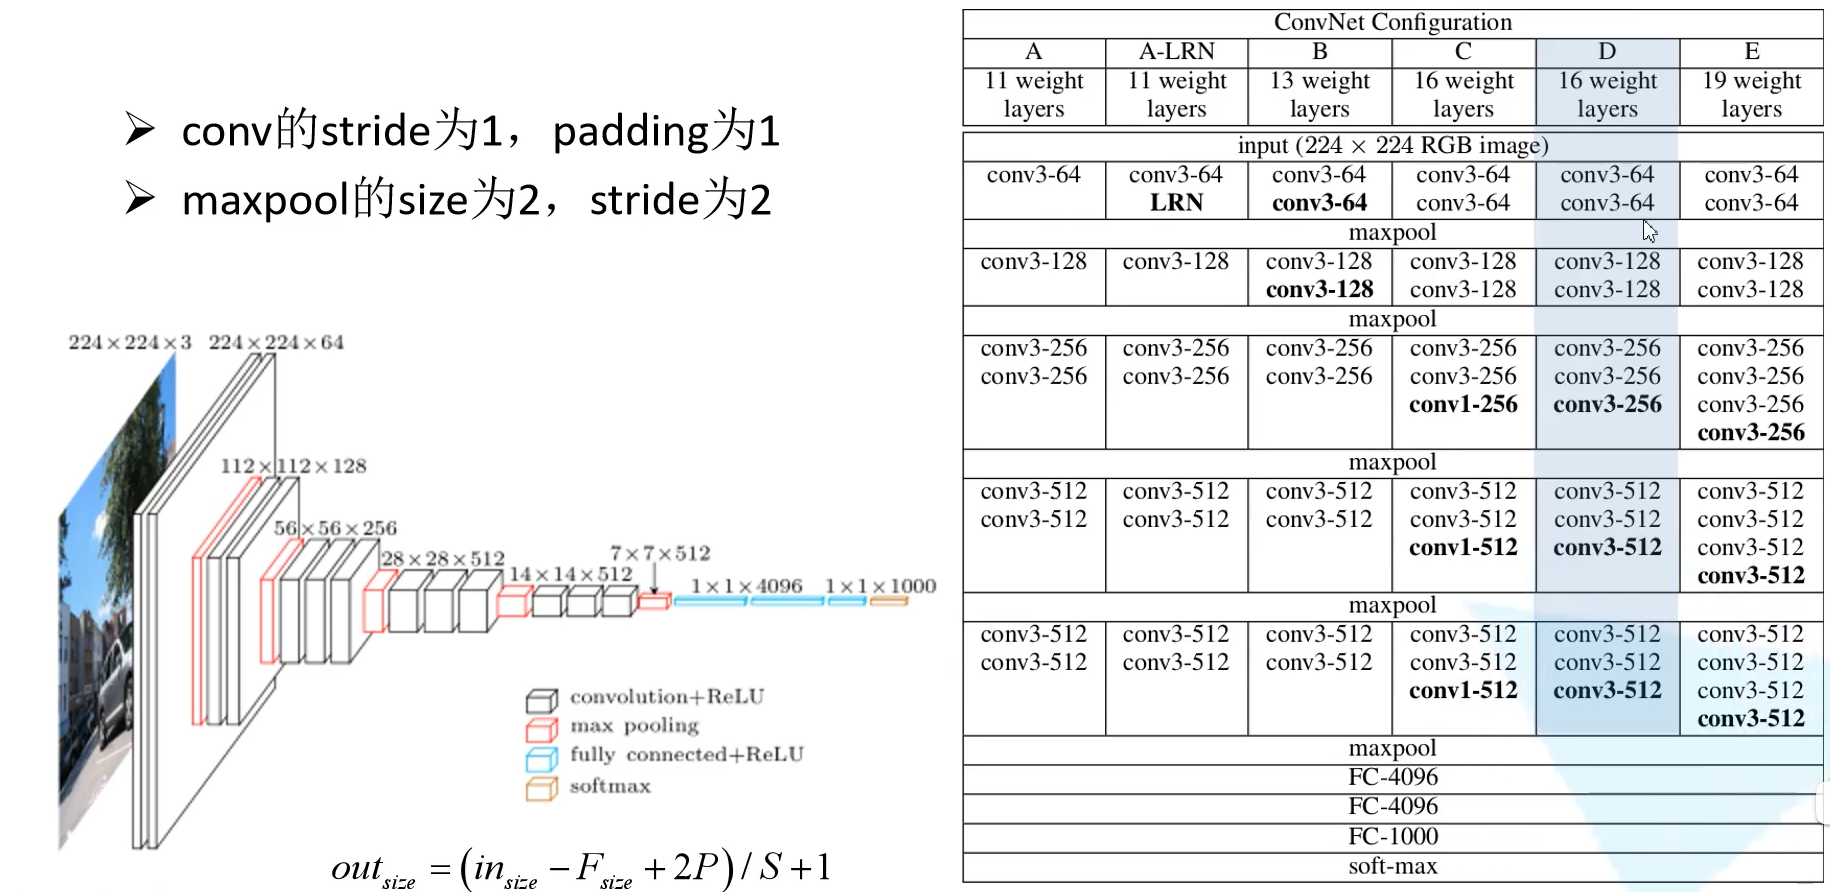 ➢ conv的stride为1，padding为1
➢ maxpool的size为2，stride为2
224×224×3 224×224×64
112×112×128
56×56×256
28×28×512
14×14×512
7×7×512
1×1×4096 1×1×1000
convolution+ReLU
max pooling
fully connected+ReLU
softmax
out_size = (in_size − F_size + 2P) / S + 1
ConvNet Configuration
A A-LRN B C D E
11 weight 11 weight 13 weight 16 weight 16 weight 19 weight
layers layers layers layers layers layers
input (224 × 224 RGB image)
conv3-64 conv3-64 conv3-64 conv3-64 conv3-64 conv3-64
LRN conv3-64 conv3-64 conv3-64 conv3-64
maxpool
conv3-128 conv3-128 conv3-128 conv3-128 conv3-128 conv3-128
conv3-128 conv3-128 conv3-128 conv3-128
maxpool
conv3-256 conv3-256 conv3-256 conv3-256 conv3-256 conv3-256
conv3-256 conv3-256 conv3-256 conv3-256 conv3-256 conv3-256
conv1-256 conv3-256 conv3-256
conv3-256
maxpool
conv3-512 conv3-512 conv3-512 conv3-512 conv3-512 conv3-512
conv3-512 conv3-512 conv3-512 conv3-512 conv3-512 conv3-512
conv1-512 conv3-512 conv3-512
conv3-512
maxpool
conv3-512 conv3-512 conv3-512 conv3-512 conv3-512 conv3-512
conv3-512 conv3-512 conv3-512 conv3-512 conv3-512 conv3-512
conv1-512 conv3-512 conv3-512
conv3-512
maxpool
FC-4096
FC-4096
FC-1000
soft-max